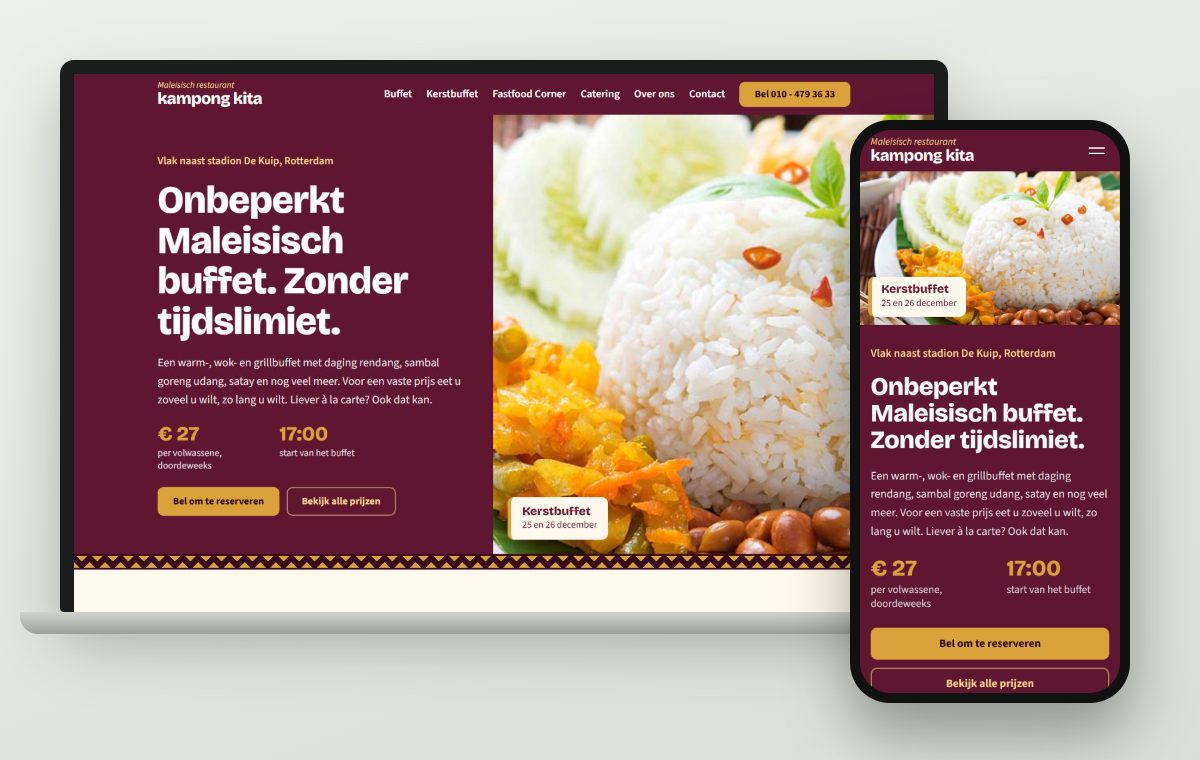 Maleisisch restaurant
kampong kita
Buffet Kerstbuffet Fastfood Corner Catering Over ons Contact Bel 010 - 479 36 33
Vlak naast stadion De Kuip, Rotterdam
Onbeperkt
Maleisisch
buffet. Zonder
tijdslimiet.
Een warm-, wok- en grillbuffet met daging rendang, sambal
goreng udang, satay en nog veel meer. Voor een vaste prijs eet u
zoveel u wilt, zo lang u wilt. Liever à la carte? Ook dat kan.
€ 27 17:00
per volwassene, start van het buffet
doordeweeks
Bel om te reserveren Bekijk alle prijzen
Kerstbuffet
25 en 26 december
Maleisisch restaurant
kampong kita
Kerstbuffet
25 en 26 december
Vlak naast stadion De Kuip, Rotterdam
Onbeperkt
Maleisisch buffet.
Zonder tijdslimiet.
Een warm-, wok- en grillbuffet met daging
rendang, sambal goreng udang, satay en nog veel
meer. Voor een vaste prijs eet u zoveel u wilt, zo
lang u wilt. Liever à la carte? Ook dat kan.
€ 27 17:00
per volwassene, start van het buffet
doordeweeks
Bel om te reserveren
Bekijk alle prijzen